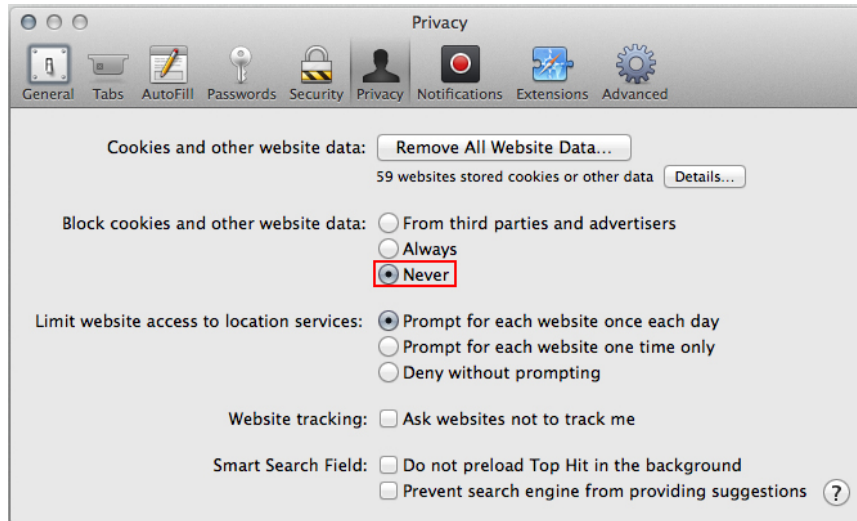 Privacy
General Tabs AutoFill Passwords Security Privacy Notifications Extensions Advanced
Cookies and other website data: Remove All Website Data...
59 websites stored cookies or other data Details...
Block cookies and other website data: From third parties and advertisers
Always
Never
Limit website access to location services: Prompt for each website once each day
Prompt for each website one time only
Deny without prompting
Website tracking: Ask websites not to track me
Smart Search Field: Do not preload Top Hit in the background
Prevent search engine from providing suggestions ?